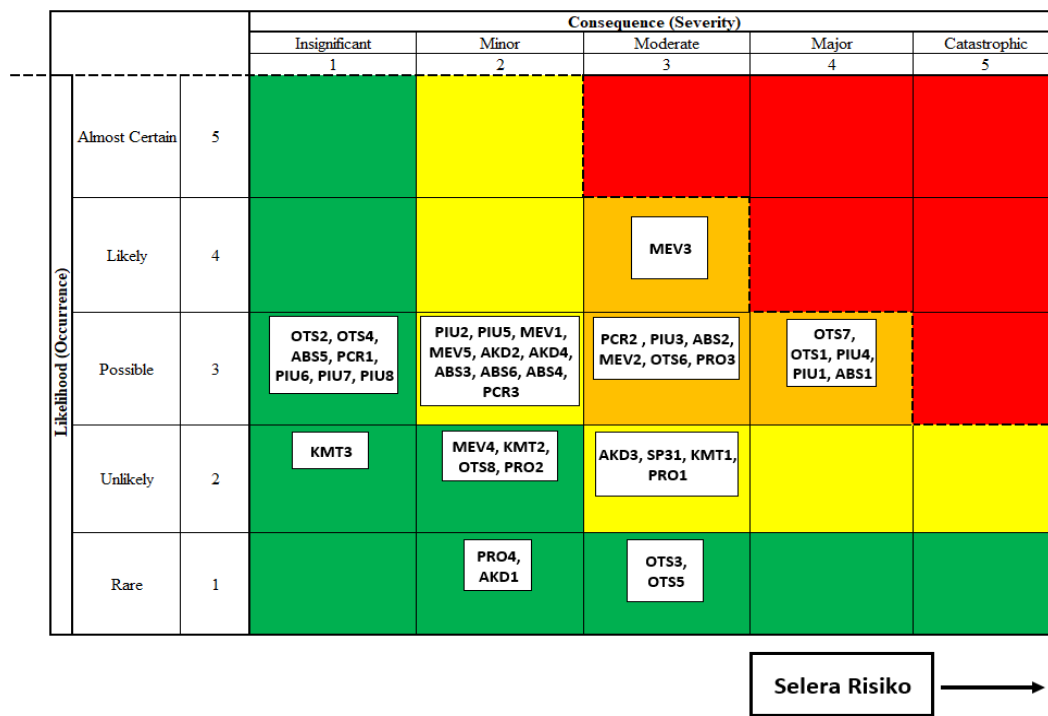 Consequence (Severity)
Insignificant
Minor
Moderate
Major
Catastrophic
1
2
3
4
5
Likelihood (Occurrence)
Almost Certain
5
Likely
4
MEV3
Possible
3
OTS2, OTS4,
ABS5, PCR1,
PIU6, PIU7, PIU8
PIU2, PIU5, MEV1,
MEV5, AKD2, AKD4,
ABS3, ABS6, ABS4,
PCR3
PCR2 , PIU3, ABS2,
MEV2, OTS6, PRO3
OTS7,
OTS1, PIU4,
PIU1, ABS1
Unlikely
2
KMT3
MEV4, KMT2,
OTS8, PRO2
AKD3, SP31, KMT1,
PRO1
Rare
1
PRO4,
AKD1
OTS3,
OTS5
Selera Risiko